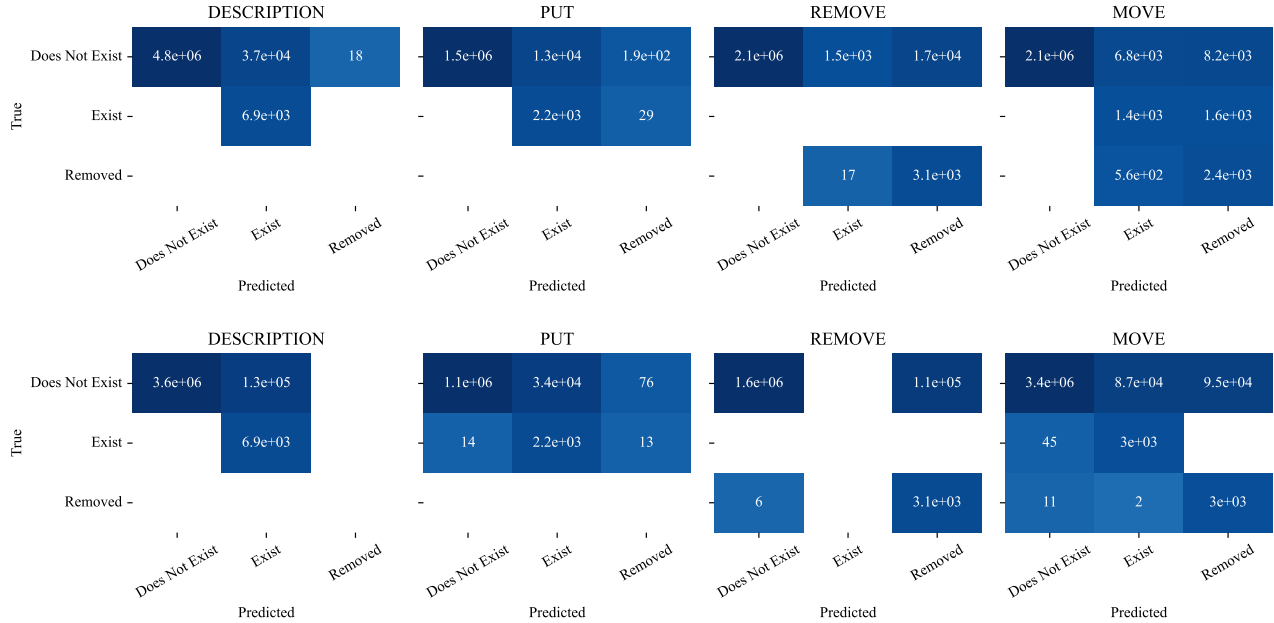 DESCRIPTION PUT REMOVE MOVE
Does Not Exist 4.8e+06 3.7e+04 18 1.5e+06 1.3e+04 1.9e+02 2.1e+06 1.5e+03 1.7e+04 2.1e+06 6.8e+03 8.2e+03
True
Exist 6.9e+03 2.2e+03 29 1.4e+03 1.6e+03
Removed 17 3.1e+03 5.6e+02 2.4e+03
Does Not Exist Exist Removed Does Not Exist Exist Removed Does Not Exist Exist Removed Does Not Exist Exist Removed
Predicted Predicted Predicted Predicted
DESCRIPTION PUT REMOVE MOVE
Does Not Exist 3.6e+06 1.3e+05 1.1e+06 3.4e+04 76 1.6e+06 1.1e+05 3.4e+06 8.7e+04 9.5e+04
True
Exist 6.9e+03 14 2.2e+03 13 45 3e+03
Removed 6 3.1e+03 11 2 3e+03
Does Not Exist Exist Removed Does Not Exist Exist Removed Does Not Exist Exist Removed Does Not Exist Exist Removed
Predicted Predicted Predicted Predicted